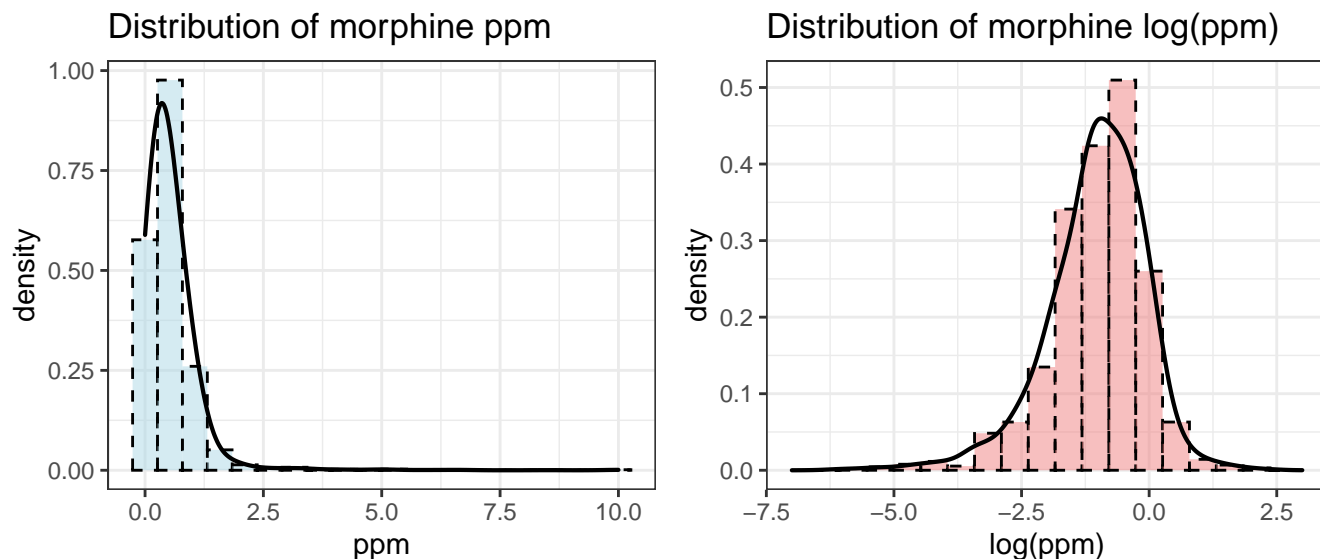 Distribution of morphine ppm
1.00
0.75
0.50
0.25
0.00
density
0.0 2.5 5.0 7.5 10.0
ppm
Distribution of morphine log(ppm)
0.5
0.4
0.3
0.2
0.1
0.0
density
−7.5 −5.0 −2.5 0.0 2.5
log(ppm)